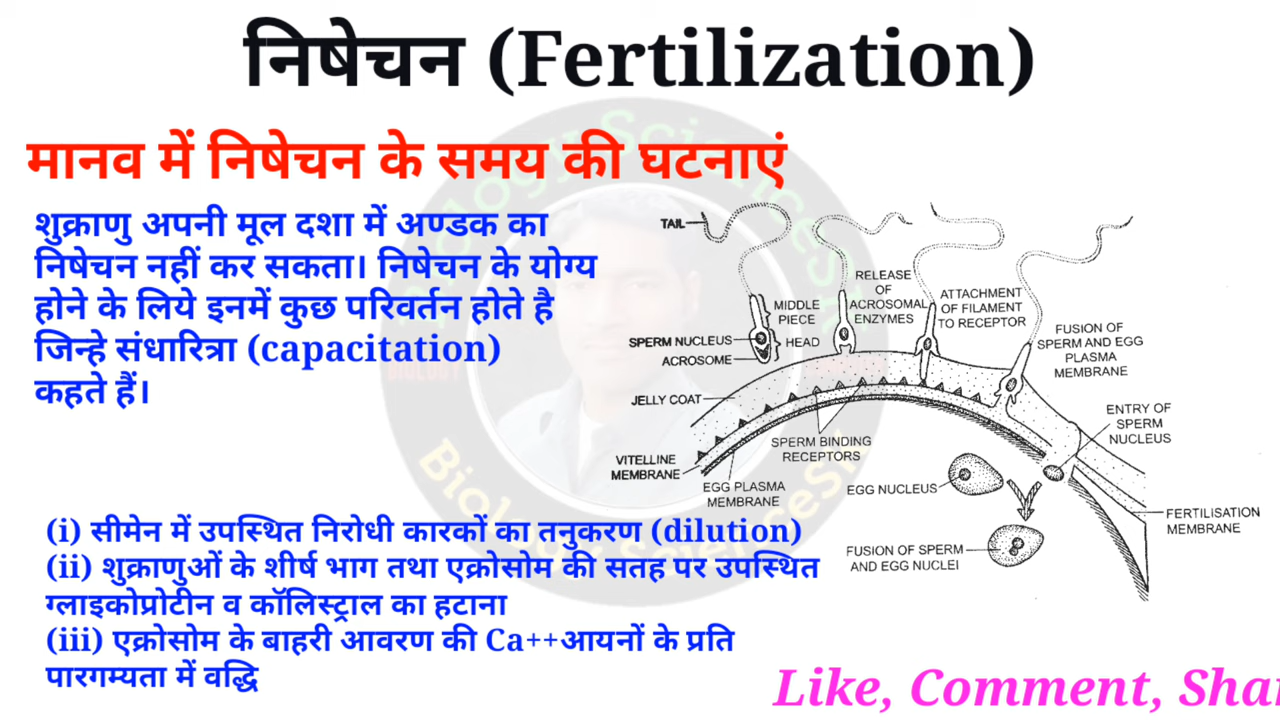 निषेचन (Fertilization)
मानव में निषेचन के समय की घटनाएं
शुक्राणु अपनी मूल दशा में अण्डक का
निषेचन नहीं कर सकता। निषेचन के योग्य
होने के लिये इनमें कुछ परिवर्तन होते है
जिन्हे संधारित्रा (capacitation)
कहते हैं।
TAIL
RELEASE
OF
ACROSOMAL
ENZYMES
MIDDLE
PIECE
ATTACHMENT
OF FILAMENT
TO RECEPTOR
SPERM NUCLEUS
HEAD
ACROSOME
FUSION OF
SPERM AND EGG
PLASMA
MEMBRANE
JELLY COAT
ENTRY OF
SPERM
NUCLEUS
SPERM BINDING
RECEPTORS
VITELLINE
MEMBRANE
EGG PLASMA
MEMBRANE
EGG NUCLEUS
FERTILISATION
MEMBRANE
FUSION OF SPERM
AND EGG NUCLEI
(i) सीमेन में उपस्थित निरोधी कारकों का तनुकरण (dilution)
(ii) शुक्राणुओं के शीर्ष भाग तथा एक्रोसोम की सतह पर उपस्थित
ग्लाइकोप्रोटीन व कॉलिस्ट्राल का हटाना
(iii) एक्रोसोम के बाहरी आवरण की Ca++आयनों के प्रति
पारगम्यता में वद्धि
Like, Comment,